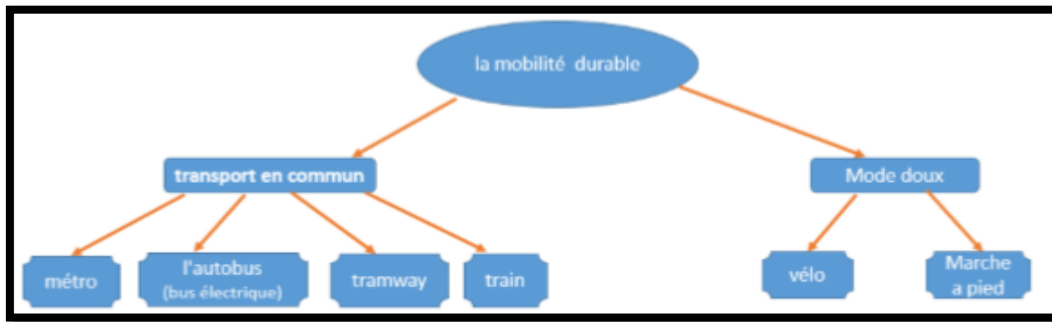 la mobilité durable
transport en commun
Mode doux
métro
l'autobus
(bus électrique)
tramway
train
vélo
Marche
a pied